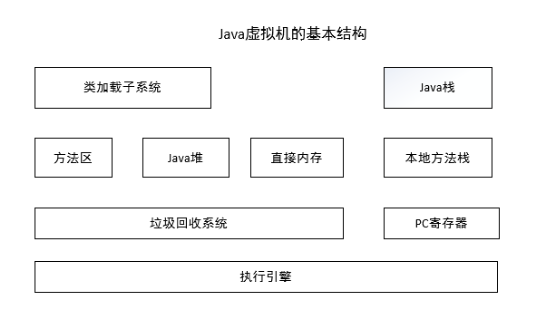 Java虚拟机的基本结构
类加载子系统
Java栈
方法区
Java堆
直接内存
本地方法栈
垃圾回收系统
PC寄存器
执行引擎